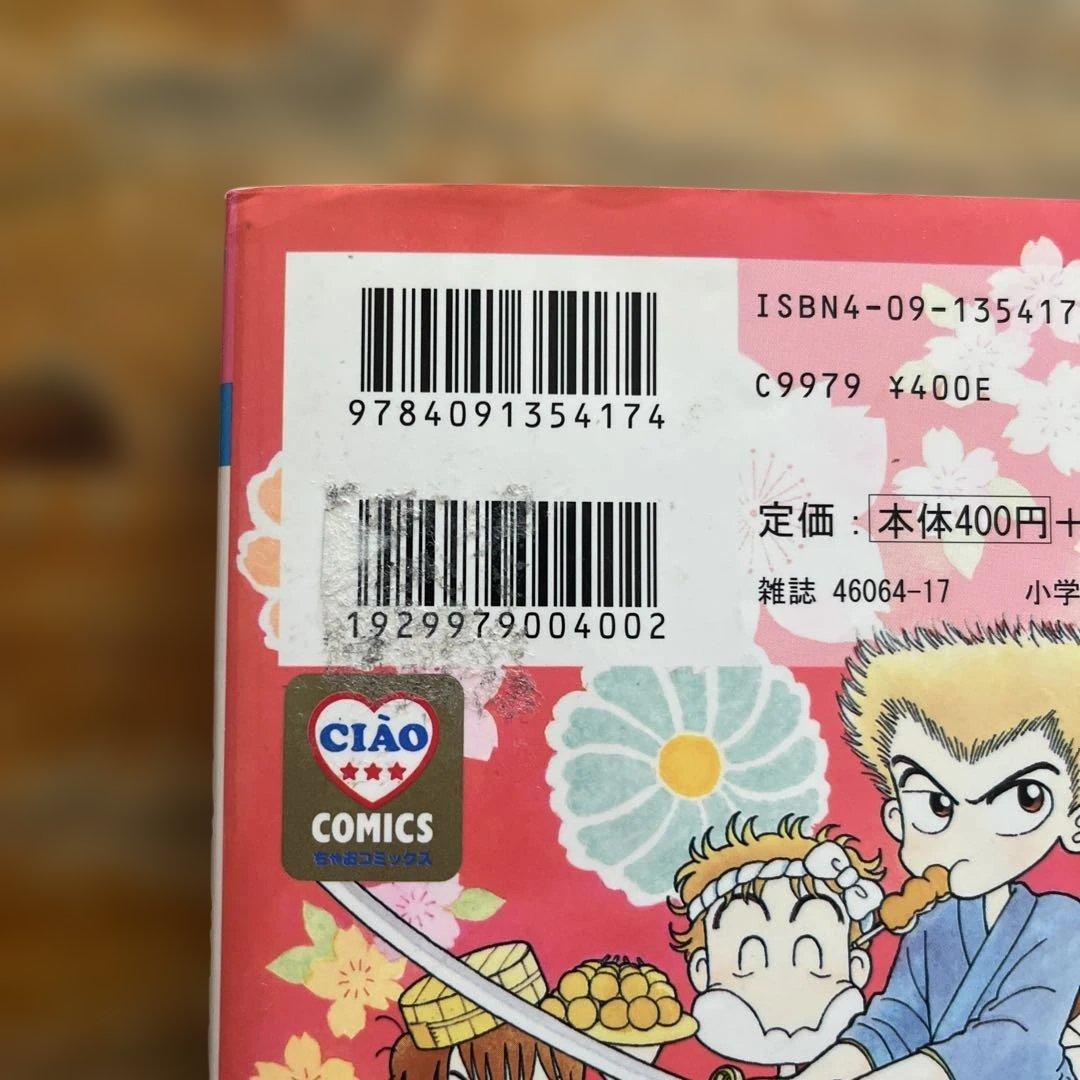 9784091354174
1929979004002
ISBN4-09-135417
C9979 ¥400E
定価：本体400円+
雑誌 46064-17 小学
CIÀO
COMICS
ちゃおコミックス